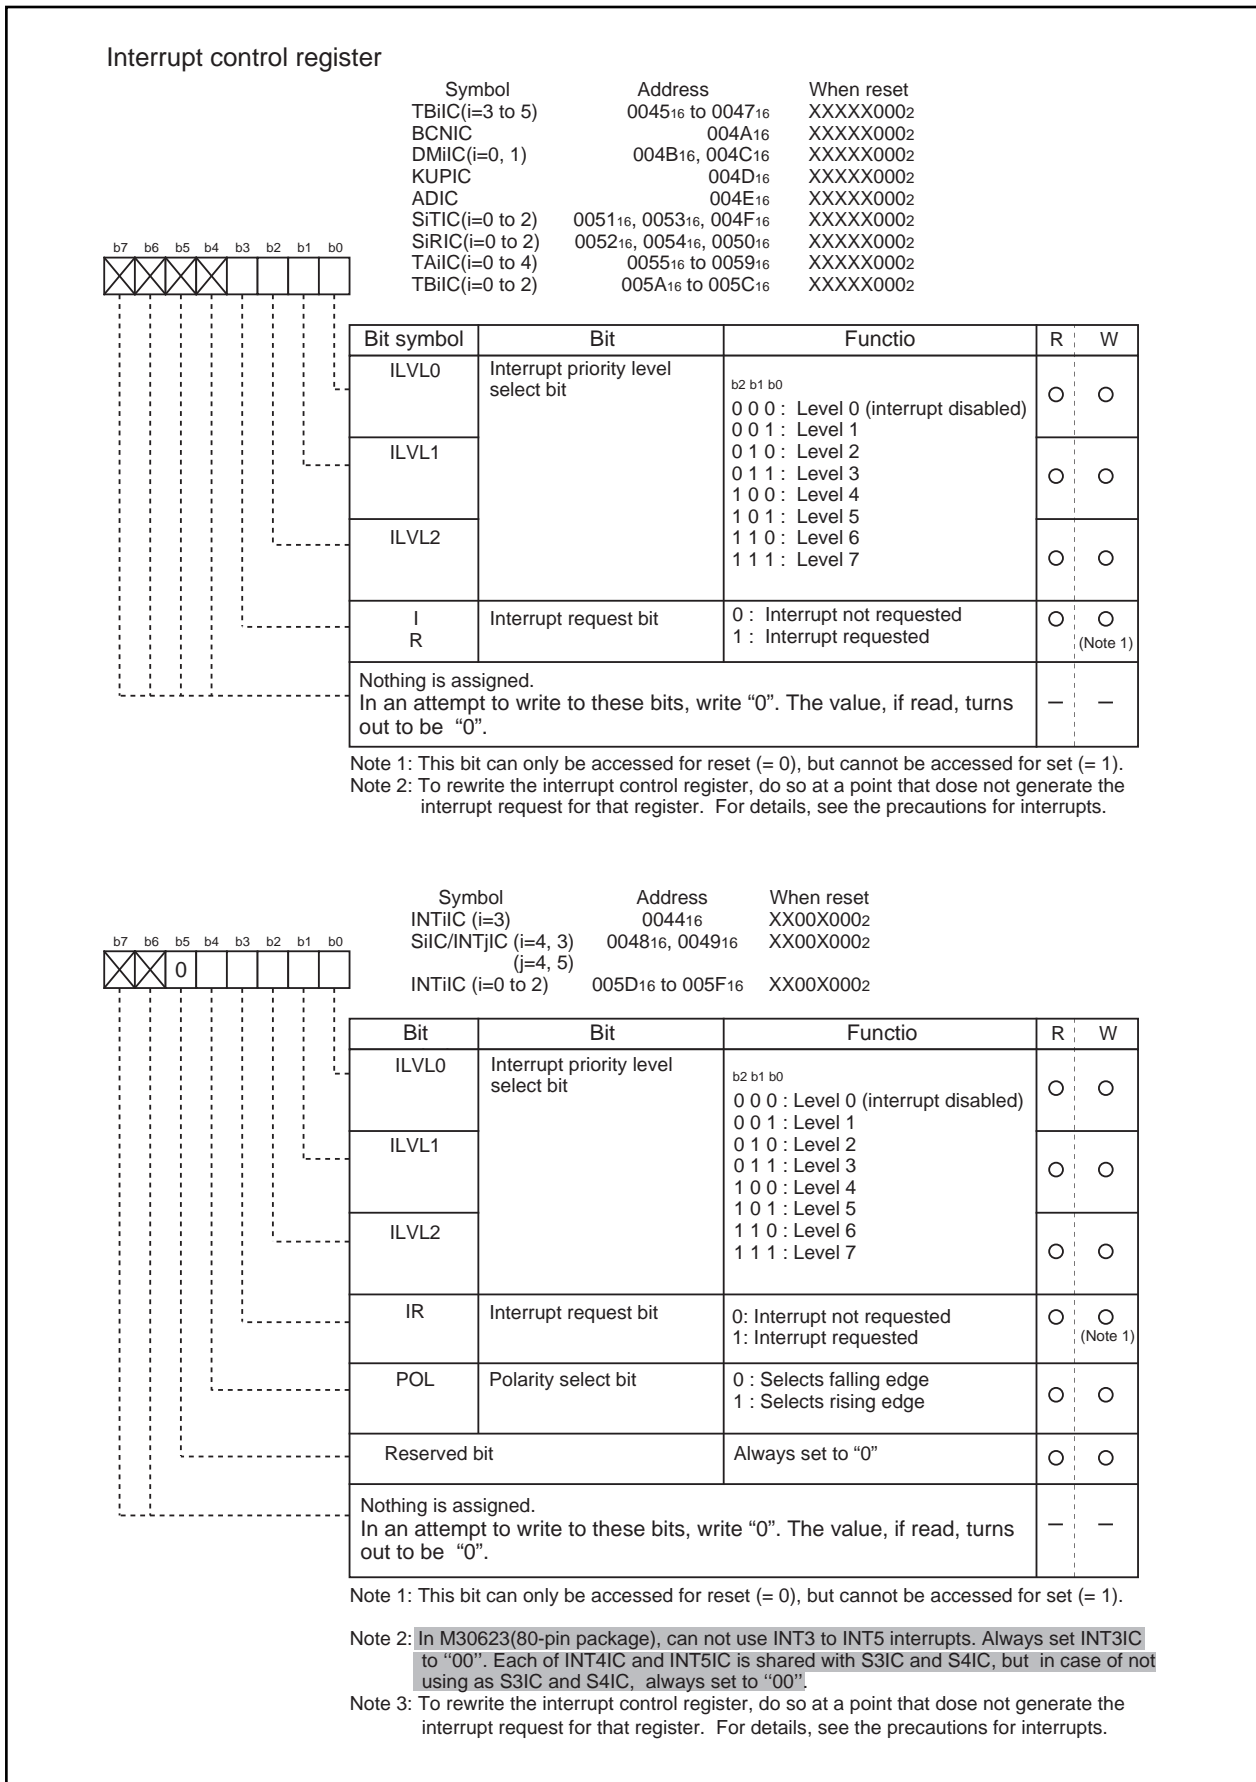 Interrupt control register
Symbol Address When reset
TBiIC(i=3 to 5) 004516 to 004716 XXXXX0002
BCNIC 004A16 XXXXX0002
DMiIC(i=0, 1) 004B16, 004C16 XXXXX0002
KUPIC 004D16 XXXXX0002
ADIC 004E16 XXXXX0002
SiTIC(i=0 to 2) 005116, 005316, 004F16 XXXXX0002
SiRIC(i=0 to 2) 005216, 005416, 005016 XXXXX0002
TAiIC(i=0 to 4) 005516 to 005916 XXXXX0002
TBiIC(i=0 to 2) 005A16 to 005C16 XXXXX0002
b7 b6 b5 b4 b3 b2 b1 b0
Bit symbol Bit Functio R W
ILVL0 Interrupt priority level
select bit
b2 b1 b0
0 0 0 : Level 0 (interrupt disabled)
0 0 1 : Level 1
ILVL1 0 1 0 : Level 2
0 1 1 : Level 3
1 0 0 : Level 4
1 0 1 : Level 5
ILVL2 1 1 0 : Level 6
1 1 1 : Level 7
I Interrupt request bit 0 : Interrupt not requested
R 1 : Interrupt requested (Note 1)
Nothing is assigned.
In an attempt to write to these bits, write “0”. The value, if read, turns
out to be “0”.
Note 1: This bit can only be accessed for reset (= 0), but cannot be accessed for set (= 1).
Note 2: To rewrite the interrupt control register, do so at a point that dose not generate the
interrupt request for that register. For details, see the precautions for interrupts.
Symbol Address When reset
INTiIC (i=3) 004416 XX00X0002
SiIC/INTjIC (i=4, 3) 004816, 004916 XX00X0002
(j=4, 5)
INTiIC (i=0 to 2) 005D16 to 005F16 XX00X0002
b7 b6 b5 b4 b3 b2 b1 b0
0
Bit Bit Functio R W
ILVL0 Interrupt priority level
select bit
b2 b1 b0
0 0 0 : Level 0 (interrupt disabled)
0 0 1 : Level 1
ILVL1 0 1 0 : Level 2
0 1 1 : Level 3
1 0 0 : Level 4
1 0 1 : Level 5
ILVL2 1 1 0 : Level 6
1 1 1 : Level 7
IR Interrupt request bit 0: Interrupt not requested
1: Interrupt requested (Note 1)
POL Polarity select bit 0 : Selects falling edge
1 : Selects rising edge
Reserved bit Always set to “0”
Nothing is assigned.
In an attempt to write to these bits, write “0”. The value, if read, turns
out to be “0”.
Note 1: This bit can only be accessed for reset (= 0), but cannot be accessed for set (= 1).
Note 2: In M30623(80-pin package), can not use INT3 to INT5 interrupts. Always set INT3IC
to ‘‘00’’. Each of INT4IC and INT5IC is shared with S3IC and S4IC, but in case of not
using as S3IC and S4IC, always set to ‘‘00’’.
Note 3: To rewrite the interrupt control register, do so at a point that dose not generate the
interrupt request for that register. For details, see the precautions for interrupts.